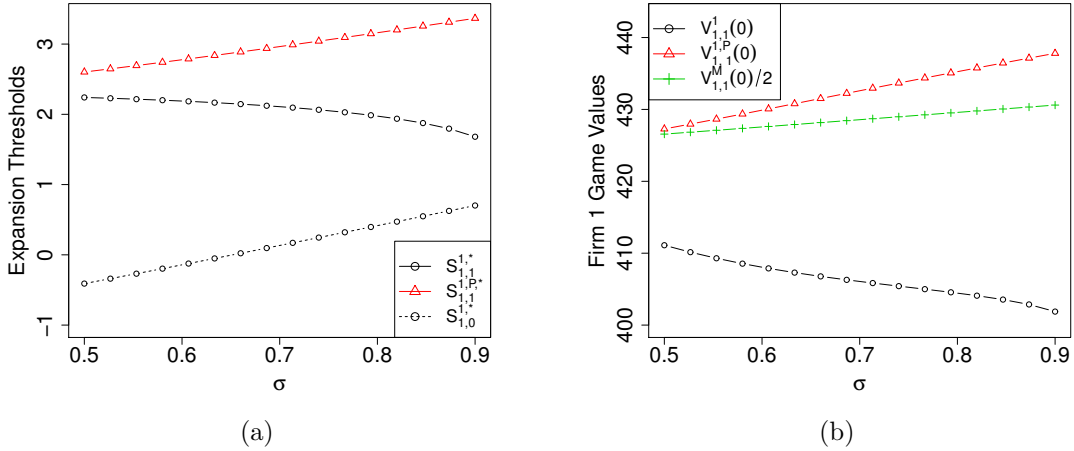 Expansion Thresholds
3
2
1
0
−1
0.5 0.6 0.7 0.8 0.9
σ
S^{1,*}_{1,1}
S^{1,P,*}_{1,1}
S^{1,*}_{1,0}
(a)
Firm 1 Game Values
440
430
420
410
400
0.5 0.6 0.7 0.8 0.9
σ
V^{1}_{1,1}(0)
V^{1,P}_{1,1}(0)
V^{M}_{1,1}(0)/2
(b)